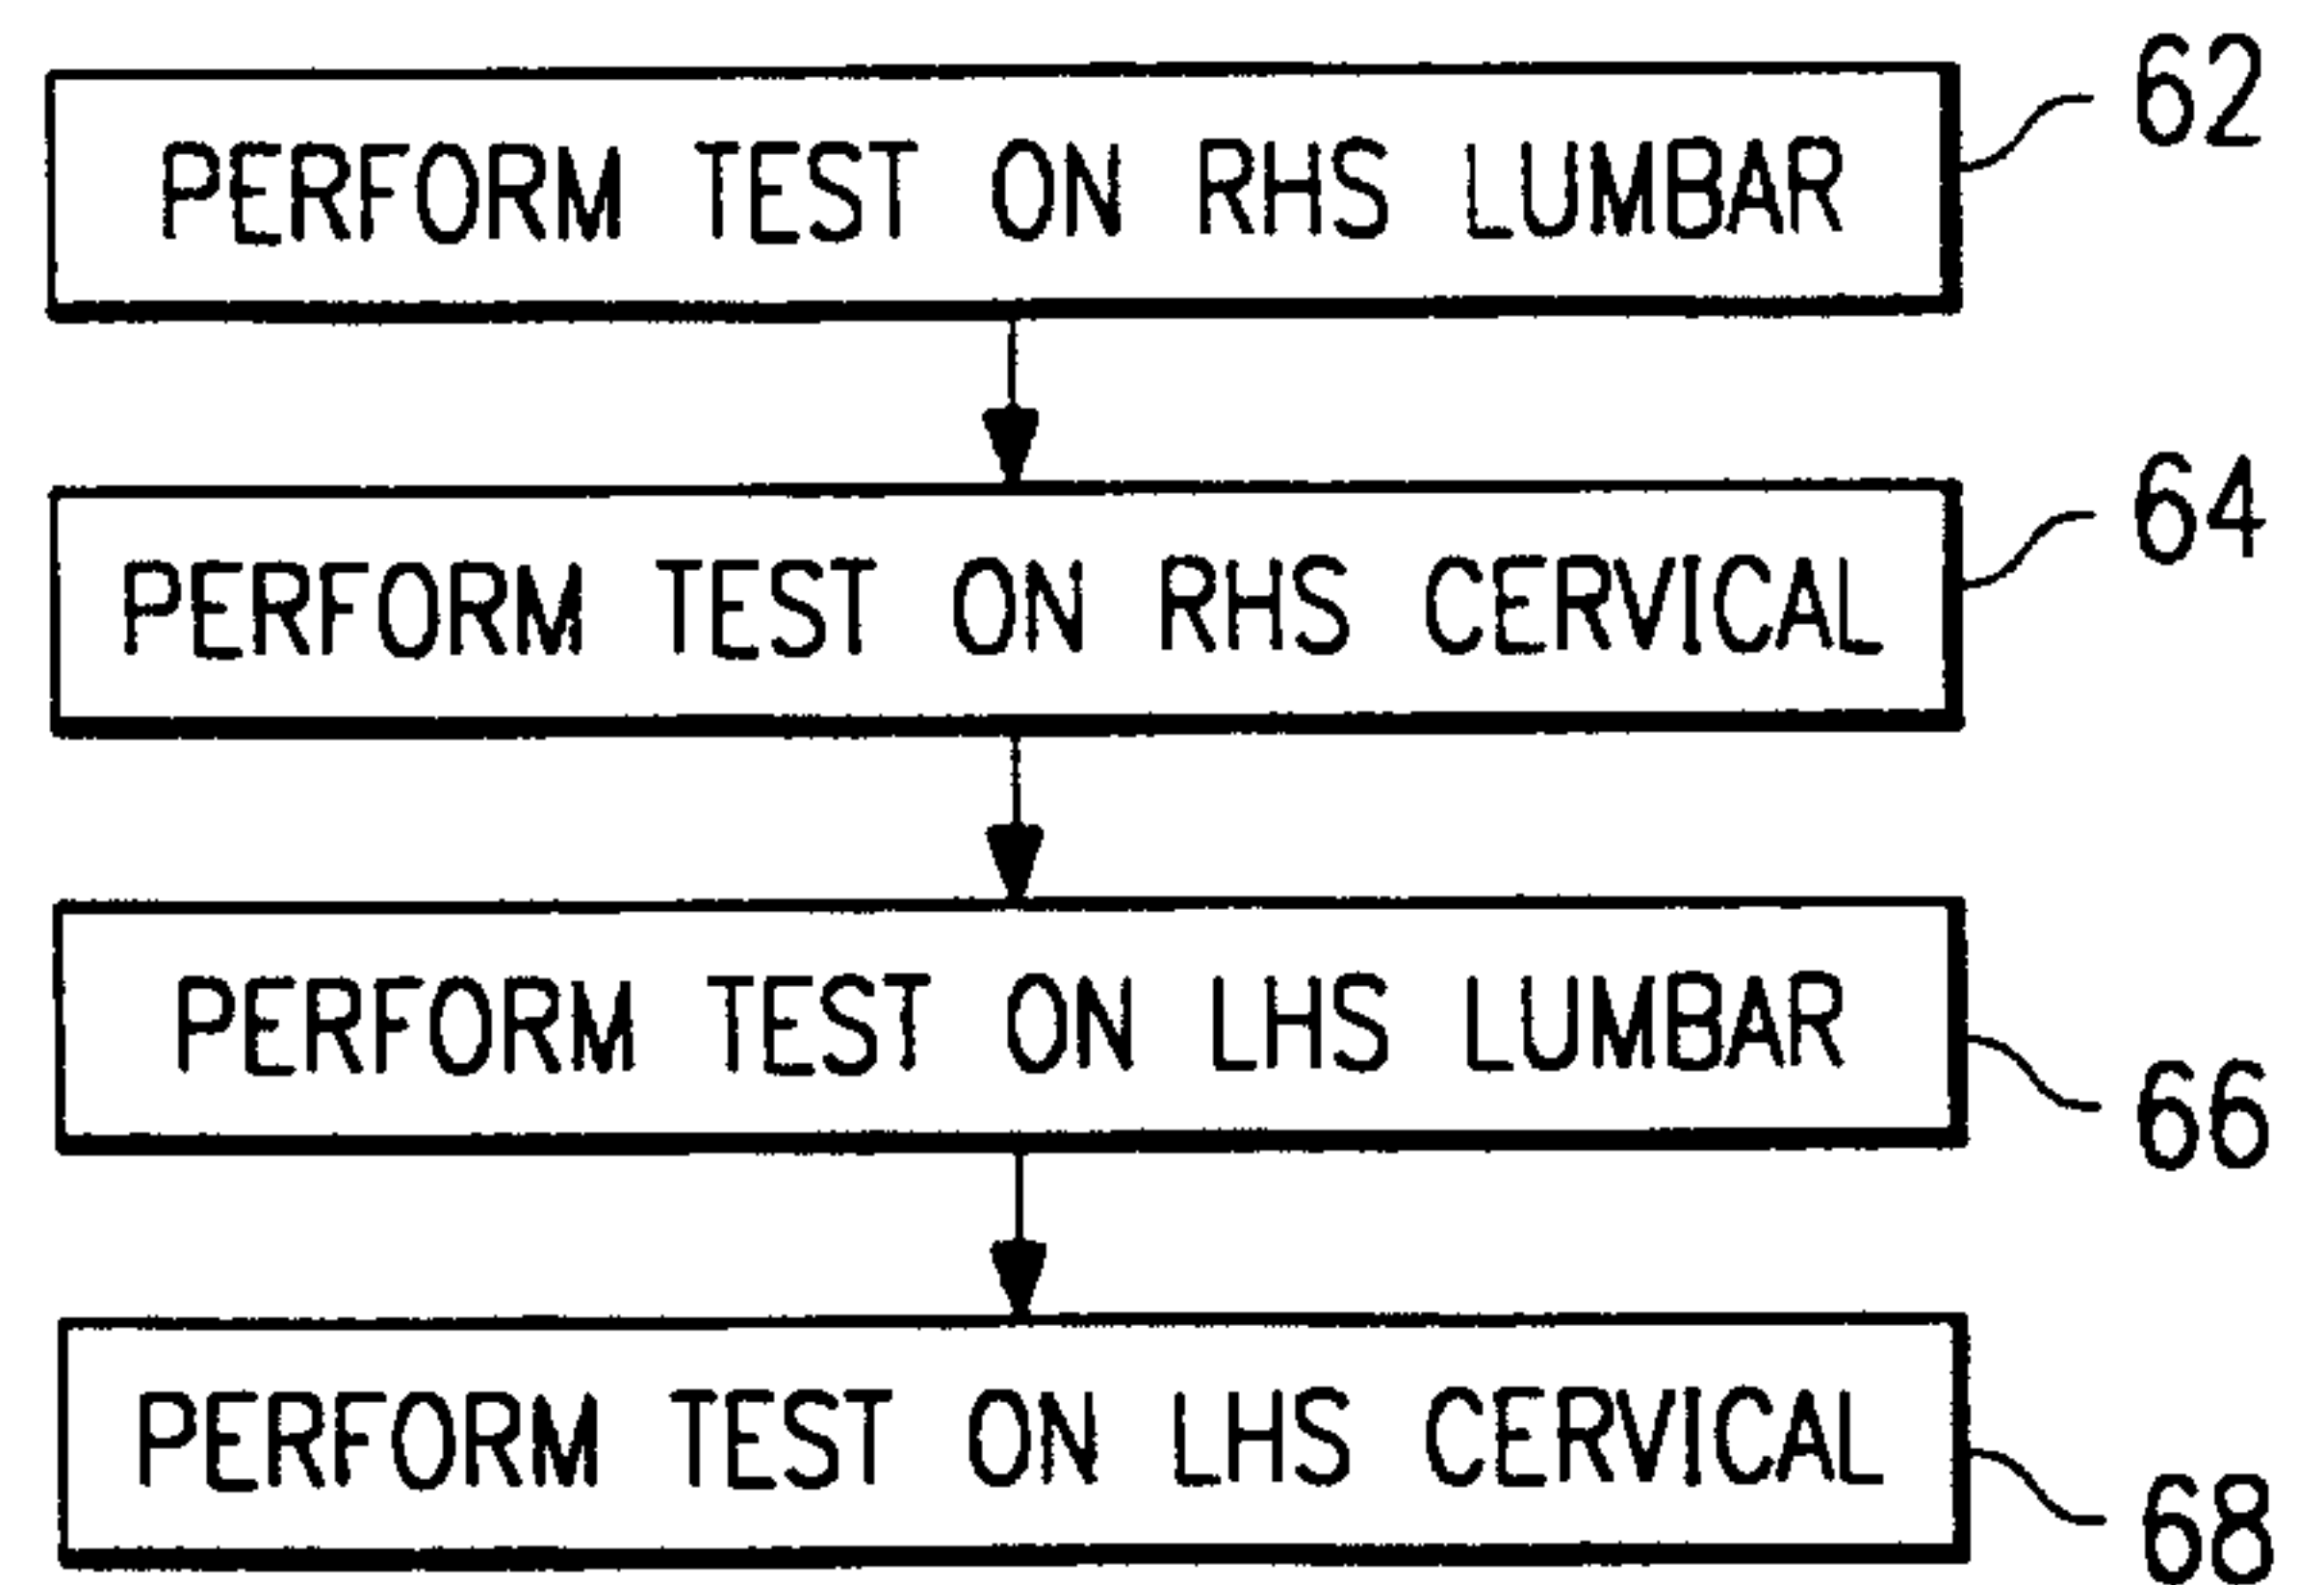 PERFORM TEST ON RHS LUMBAR 62
PERFORM TEST ON RHS CERVICAL 64
PERFORM TEST ON LHS LUMBAR 66
PERFORM TEST ON LHS CERVICAL 68